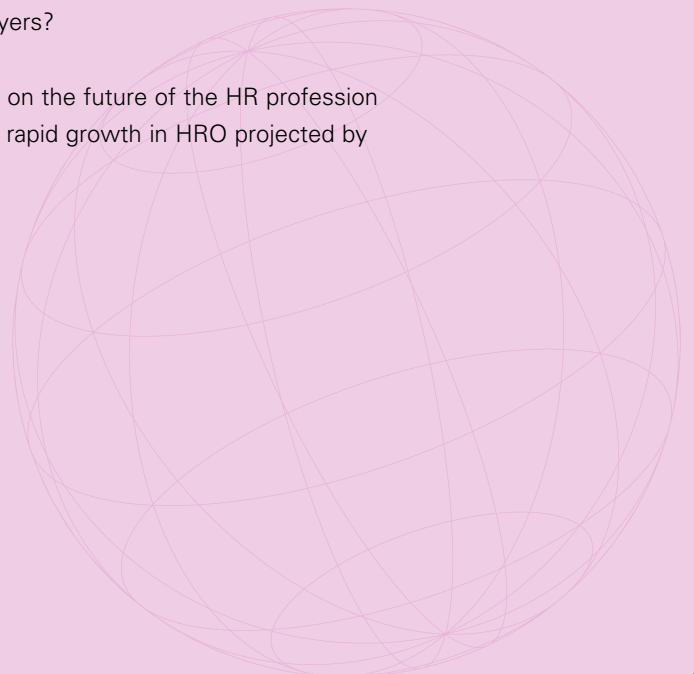 yers?
on the future of the HR profession
rapid growth in HRO projected by